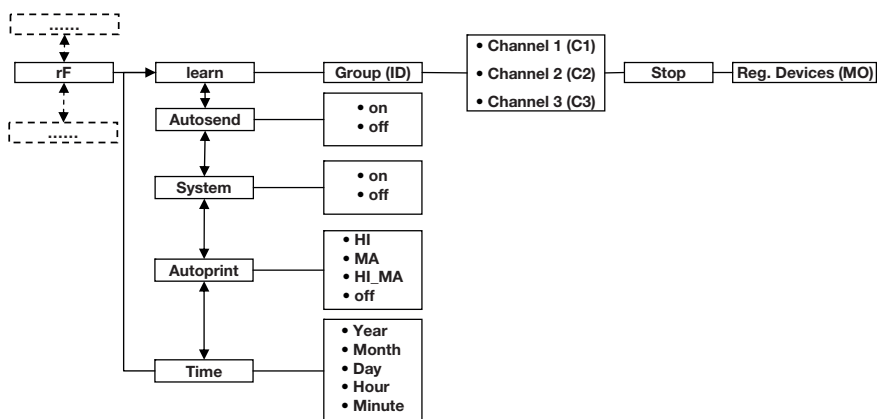 ......
rF
......
learn
Group (ID)
• Channel 1 (C1)
• Channel 2 (C2)
• Channel 3 (C3)
Stop
Reg. Devices (MO)
Autosend
• on
• off
System
• on
• off
Autoprint
• HI
• MA
• HI_MA
• off
Time
• Year
• Month
• Day
• Hour
• Minute